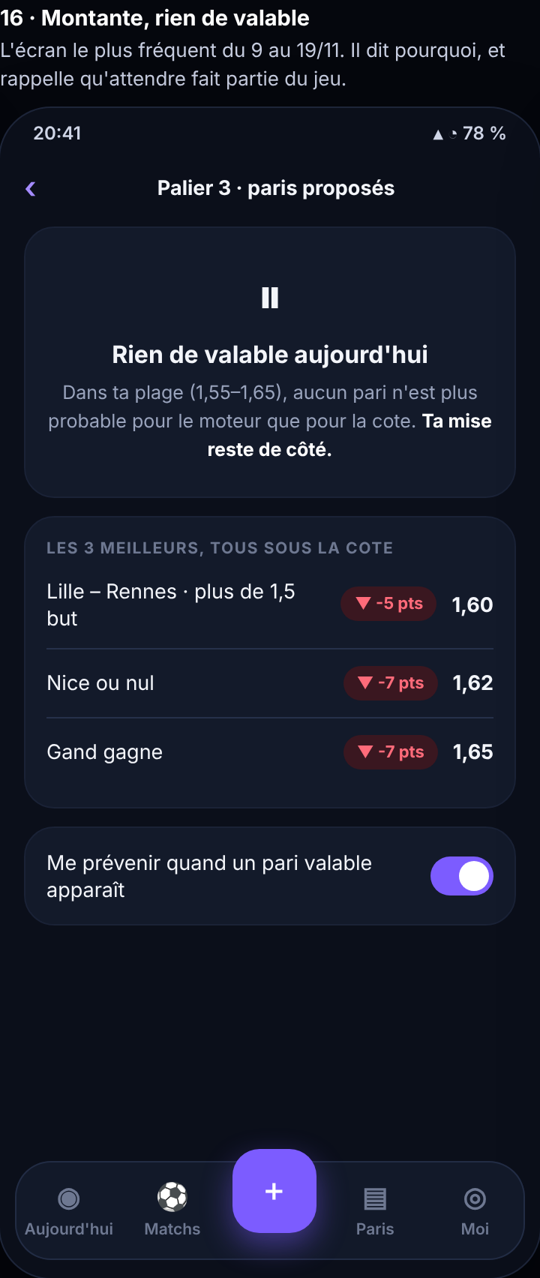 16 · Montante, rien de valable
L'écran le plus fréquent du 9 au 19/11. Il dit pourquoi, et
rappelle qu'attendre fait partie du jeu.
20:41
78 %
Palier 3 · paris proposés
Rien de valable aujourd'hui
Dans ta plage (1,55–1,65), aucun pari n'est plus
probable pour le moteur que pour la cote. Ta mise
reste de côté.
LES 3 MEILLEURS, TOUS SOUS LA COTE
Lille – Rennes · plus de 1,5
but
▼ -5 pts
1,60
Nice ou nul
▼ -7 pts
1,62
Gand gagne
▼ -7 pts
1,65
Me prévenir quand un pari valable
apparaît
+
Aujourd'hui
Matchs
Paris
Moi